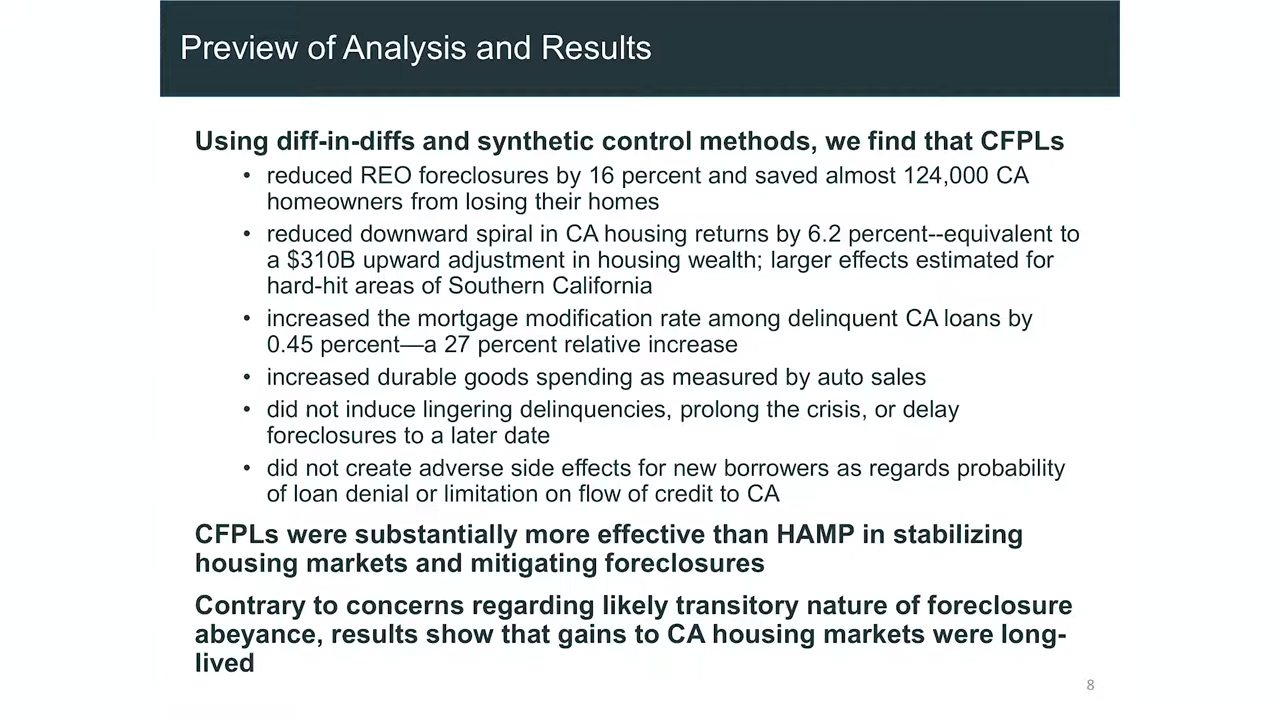 Preview of Analysis and Results
Using diff-in-diffs and synthetic control methods, we find that CFPLs
• reduced REO foreclosures by 16 percent and saved almost 124,000 CA
homeowners from losing their homes
• reduced downward spiral in CA housing returns by 6.2 percent--equivalent to
a $310B upward adjustment in housing wealth; larger effects estimated for
hard-hit areas of Southern California
• increased the mortgage modification rate among delinquent CA loans by
0.45 percent—a 27 percent relative increase
• increased durable goods spending as measured by auto sales
• did not induce lingering delinquencies, prolong the crisis, or delay
foreclosures to a later date
• did not create adverse side effects for new borrowers as regards probability
of loan denial or limitation on flow of credit to CA
CFPLs were substantially more effective than HAMP in stabilizing
housing markets and mitigating foreclosures
Contrary to concerns regarding likely transitory nature of foreclosure
abeyance, results show that gains to CA housing markets were long-
lived
8